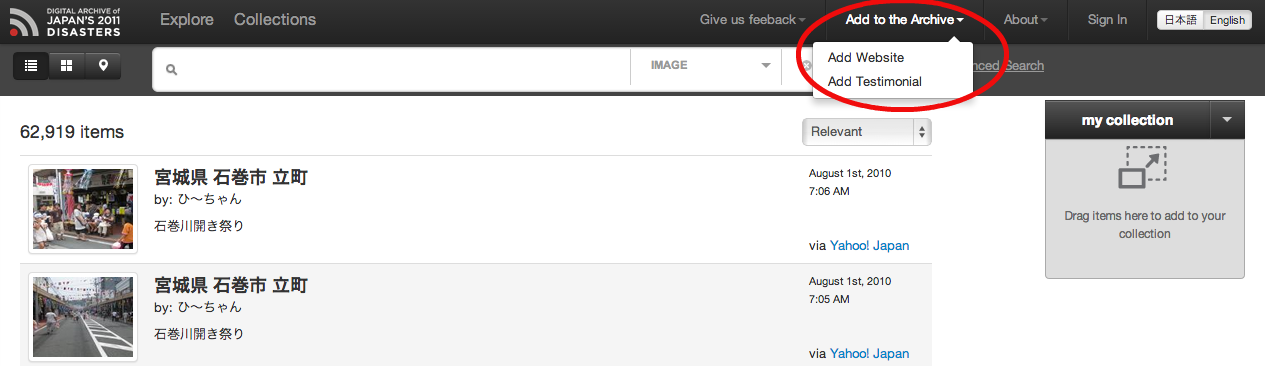 DIGITAL ARCHIVE of
JAPAN'S 2011
DISASTERS
Explore Collections Give us feeback Add to the Archive About Sign In 日本語 English
IMAGE
Add Website
nced Search
Add Testimonial
62,919 items
Relevant
my collection
Drag items here to add to your
collection
宮城県 石巻市 立町
by: ひ〜ちゃん
石巻川開き祭り
August 1st, 2010
7:06 AM
via Yahoo! Japan
宮城県 石巻市 立町
by: ひ〜ちゃん
石巻川開き祭り
August 1st, 2010
7:05 AM
via Yahoo! Japan